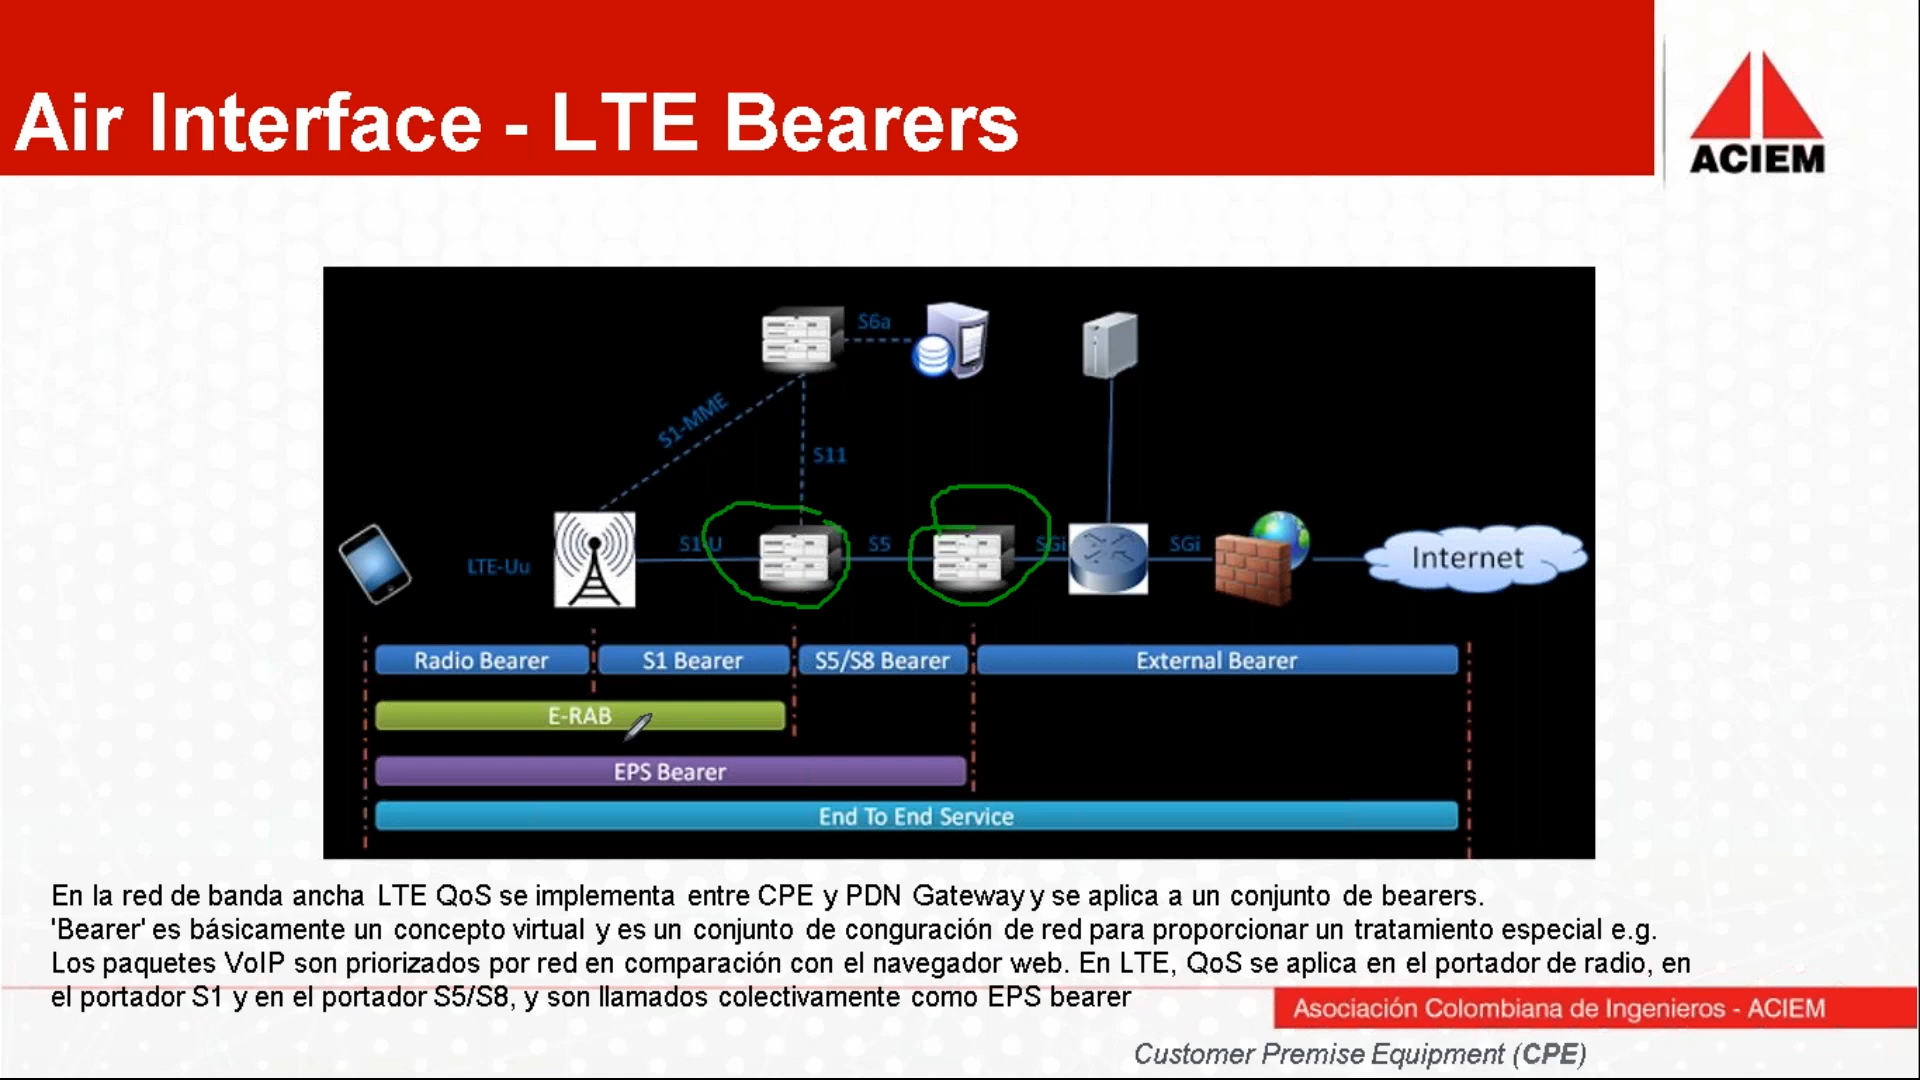 Air Interface - LTE Bearers
ACIEM
S6a
S1-MME
S11
LTE-Uu
S1-U
S5
SGi
SGi
Internet
Radio Bearer
S1 Bearer
S5/S8 Bearer
External Bearer
E-RAB
EPS Bearer
End To End Service
En la red de banda ancha LTE QoS se implementa entre CPE y PDN Gateway y se aplica a un conjunto de bearers.
'Bearer' es básicamente un concepto virtual y es un conjunto de conguración de red para proporcionar un tratamiento especial e.g.
Los paquetes VoIP son priorizados por red en comparación con el navegador web. En LTE, QoS se aplica en el portador de radio, en
el portador S1 y en el portador S5/S8, y son llamados colectivamente como EPS bearer
Asociación Colombiana de Ingenieros - ACIEM
Customer Premise Equipment (CPE)